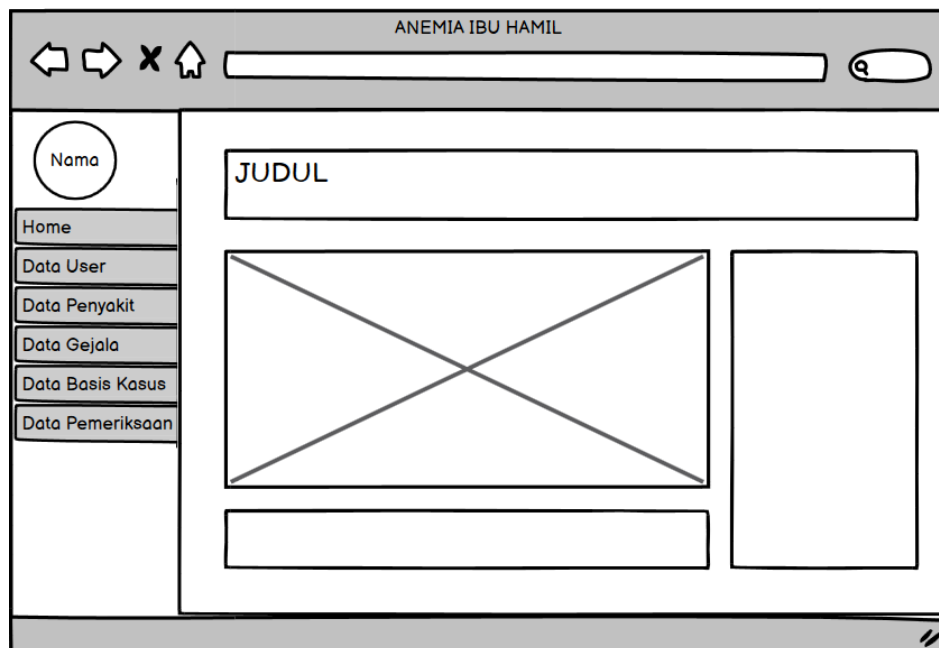 ANEMIA IBU HAMIL
Nama
Home
Data User
Data Penyakit
Data Gejala
Data Basis Kasus
Data Pemeriksaan
JUDUL